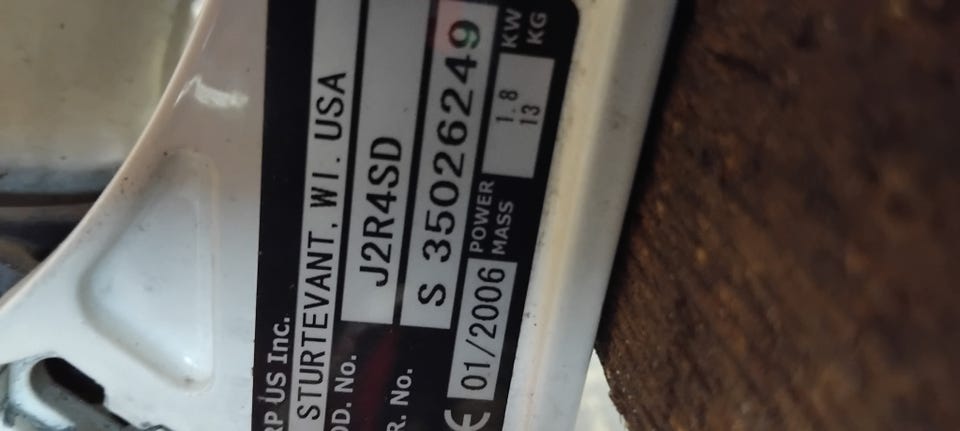 RP US Inc.
STURTEVANT, WI. USA
OD. No. J2R4SD
R. No. S 35026249
CE 01/2006 POWER 1.8 KW
MASS 13 KG